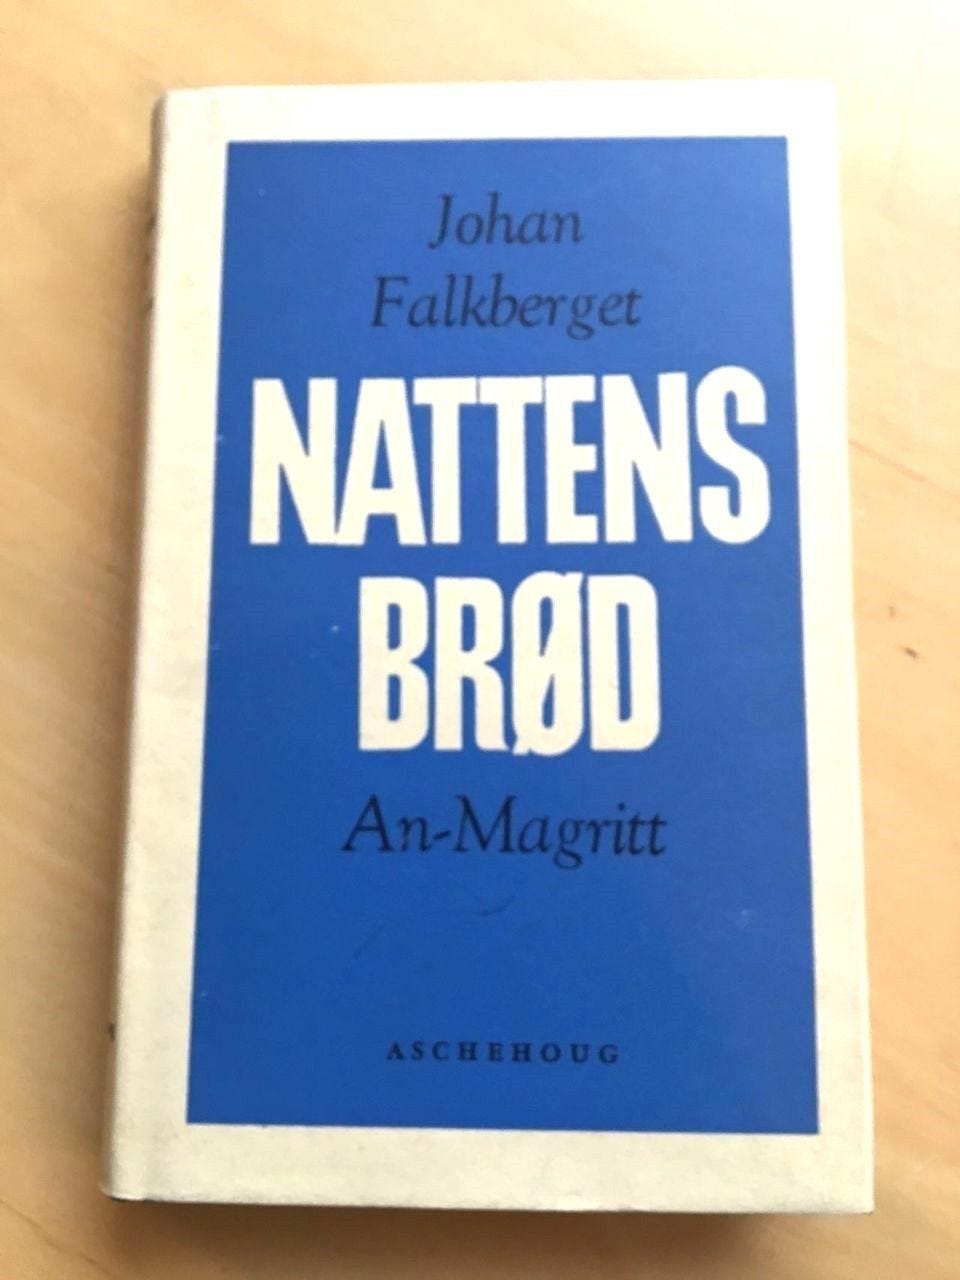 Johan
Falkberget
NATTENS
BRØD
An-Magritt
ASCHEHOUG